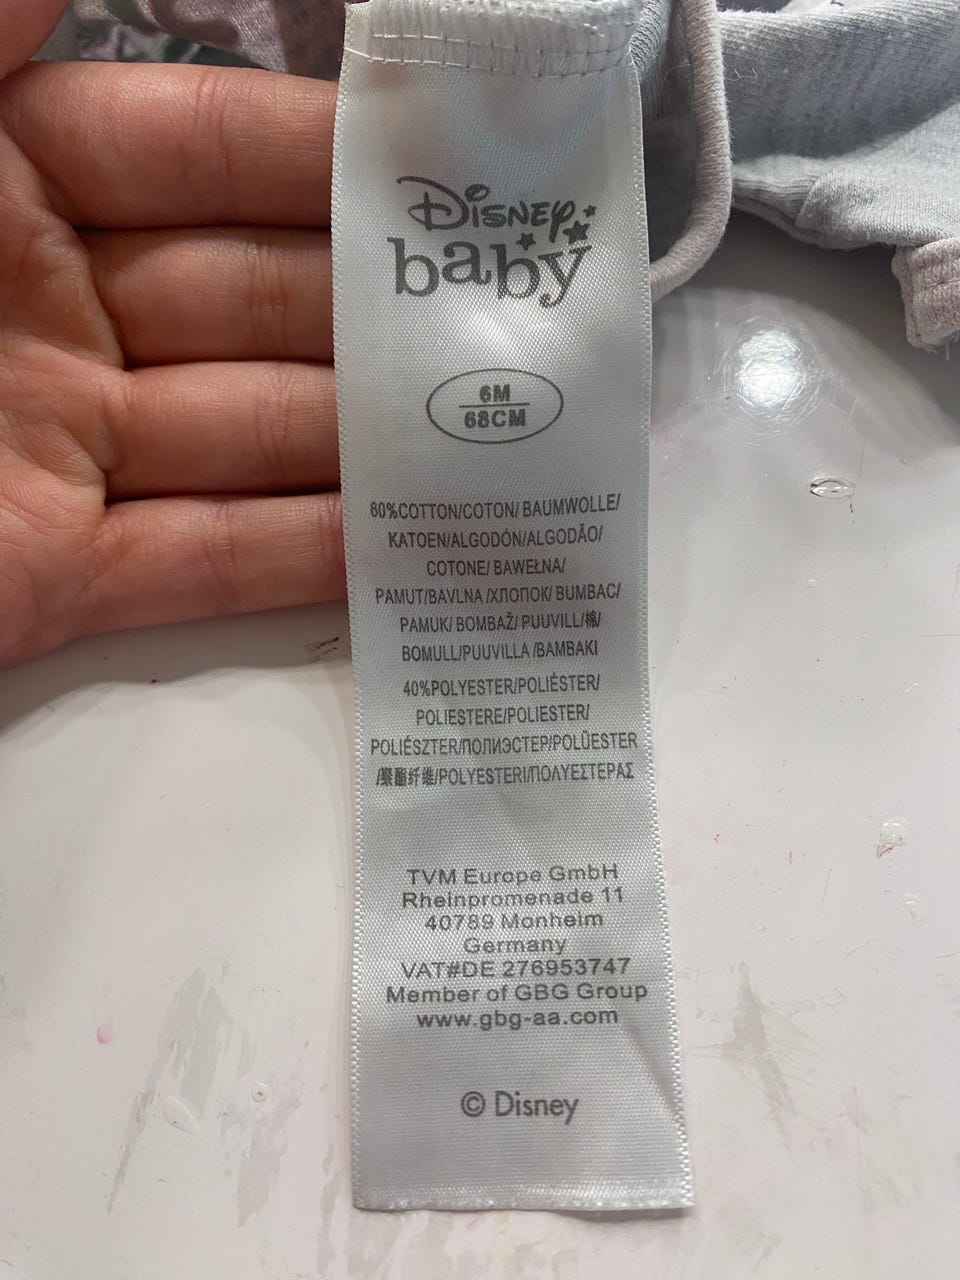 Disney
baby
6M
68CM
60%COTTON/COTON/ BAUMWOLLE/
KATOEN/ALGODÓN/ALGODÃO/
COTONE/ BAWEŁNA/
PAMUT/BAVLNA /ХЛОПОК/ BUMBAC/
PAMUK/ BOMBAŽ/ PUUVILL/棉/
BOMULL/PUUVILLA /BAMBAKI
40%POLYESTER/POLIÉSTER/
POLIESTERE/POLIESTER/
POLIÉSZTER/ПОЛИЭСТЕР/POLÜESTER
/聚酯纤维/POLYESTERI/ΠΟΛΥΕΣΤΕΡΑΣ
TVM Europe GmbH
Rheinpromenade 11
40789 Monheim
Germany
VAT#DE 276953747
Member of GBG Group
www.gbg-aa.com
© Disney